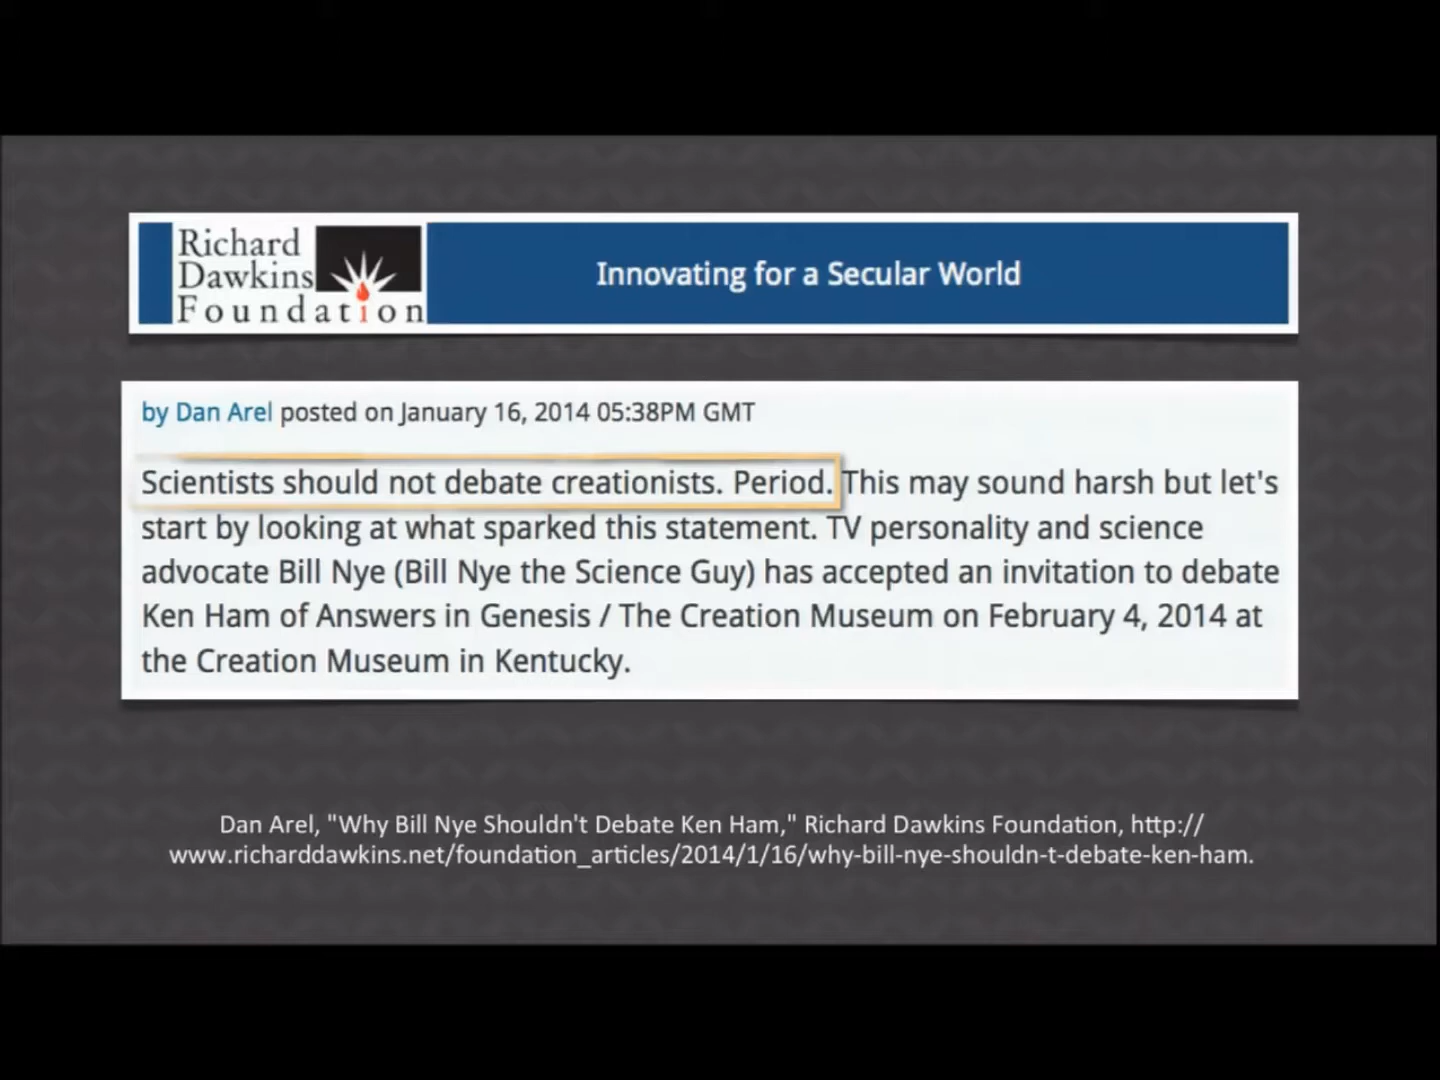 Richard
Dawkins
Foundation
Innovating for a Secular World
by Dan Arel posted on January 16, 2014 05:38PM GMT
Scientists should not debate creationists. Period. This may sound harsh but let's
start by looking at what sparked this statement. TV personality and science
advocate Bill Nye (Bill Nye the Science Guy) has accepted an invitation to debate
Ken Ham of Answers in Genesis / The Creation Museum on February 4, 2014 at
the Creation Museum in Kentucky.
Dan Arel, "Why Bill Nye Shouldn't Debate Ken Ham," Richard Dawkins Foundation, http://
www.richarddawkins.net/foundation_articles/2014/1/16/why-bill-nye-shouldn-t-debate-ken-ham.